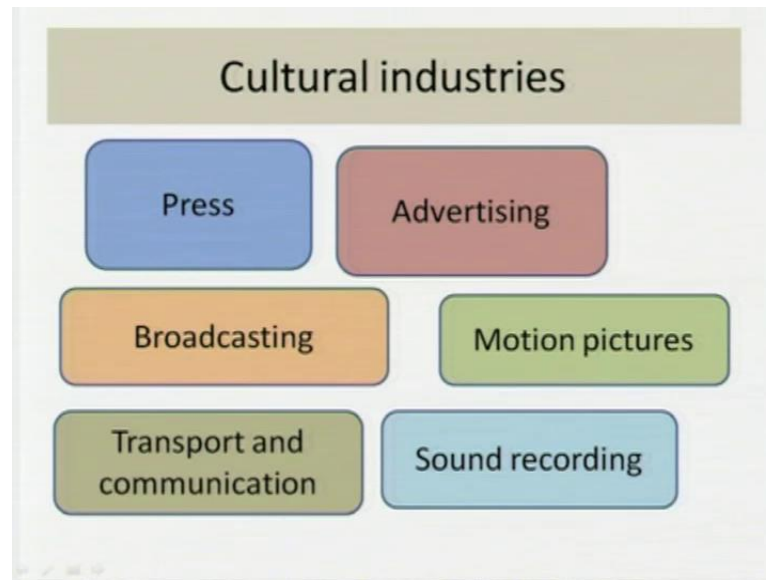 Cultural industries
Press
Advertising
Broadcasting
Motion pictures
Transport and
communication
Sound recording